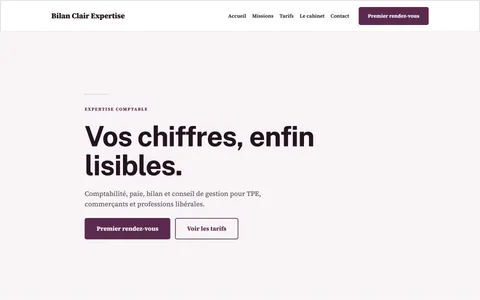 Bilan Clair Expertise
Accueil Missions Tarifs Le cabinet Contact Premier rendez-vous
EXPERTISE COMPTABLE
Vos chiffres, enfin
lisibles.
Comptabilité, paie, bilan et conseil de gestion pour TPE,
commerçants et professions libérales.
Premier rendez-vous Voir les tarifs